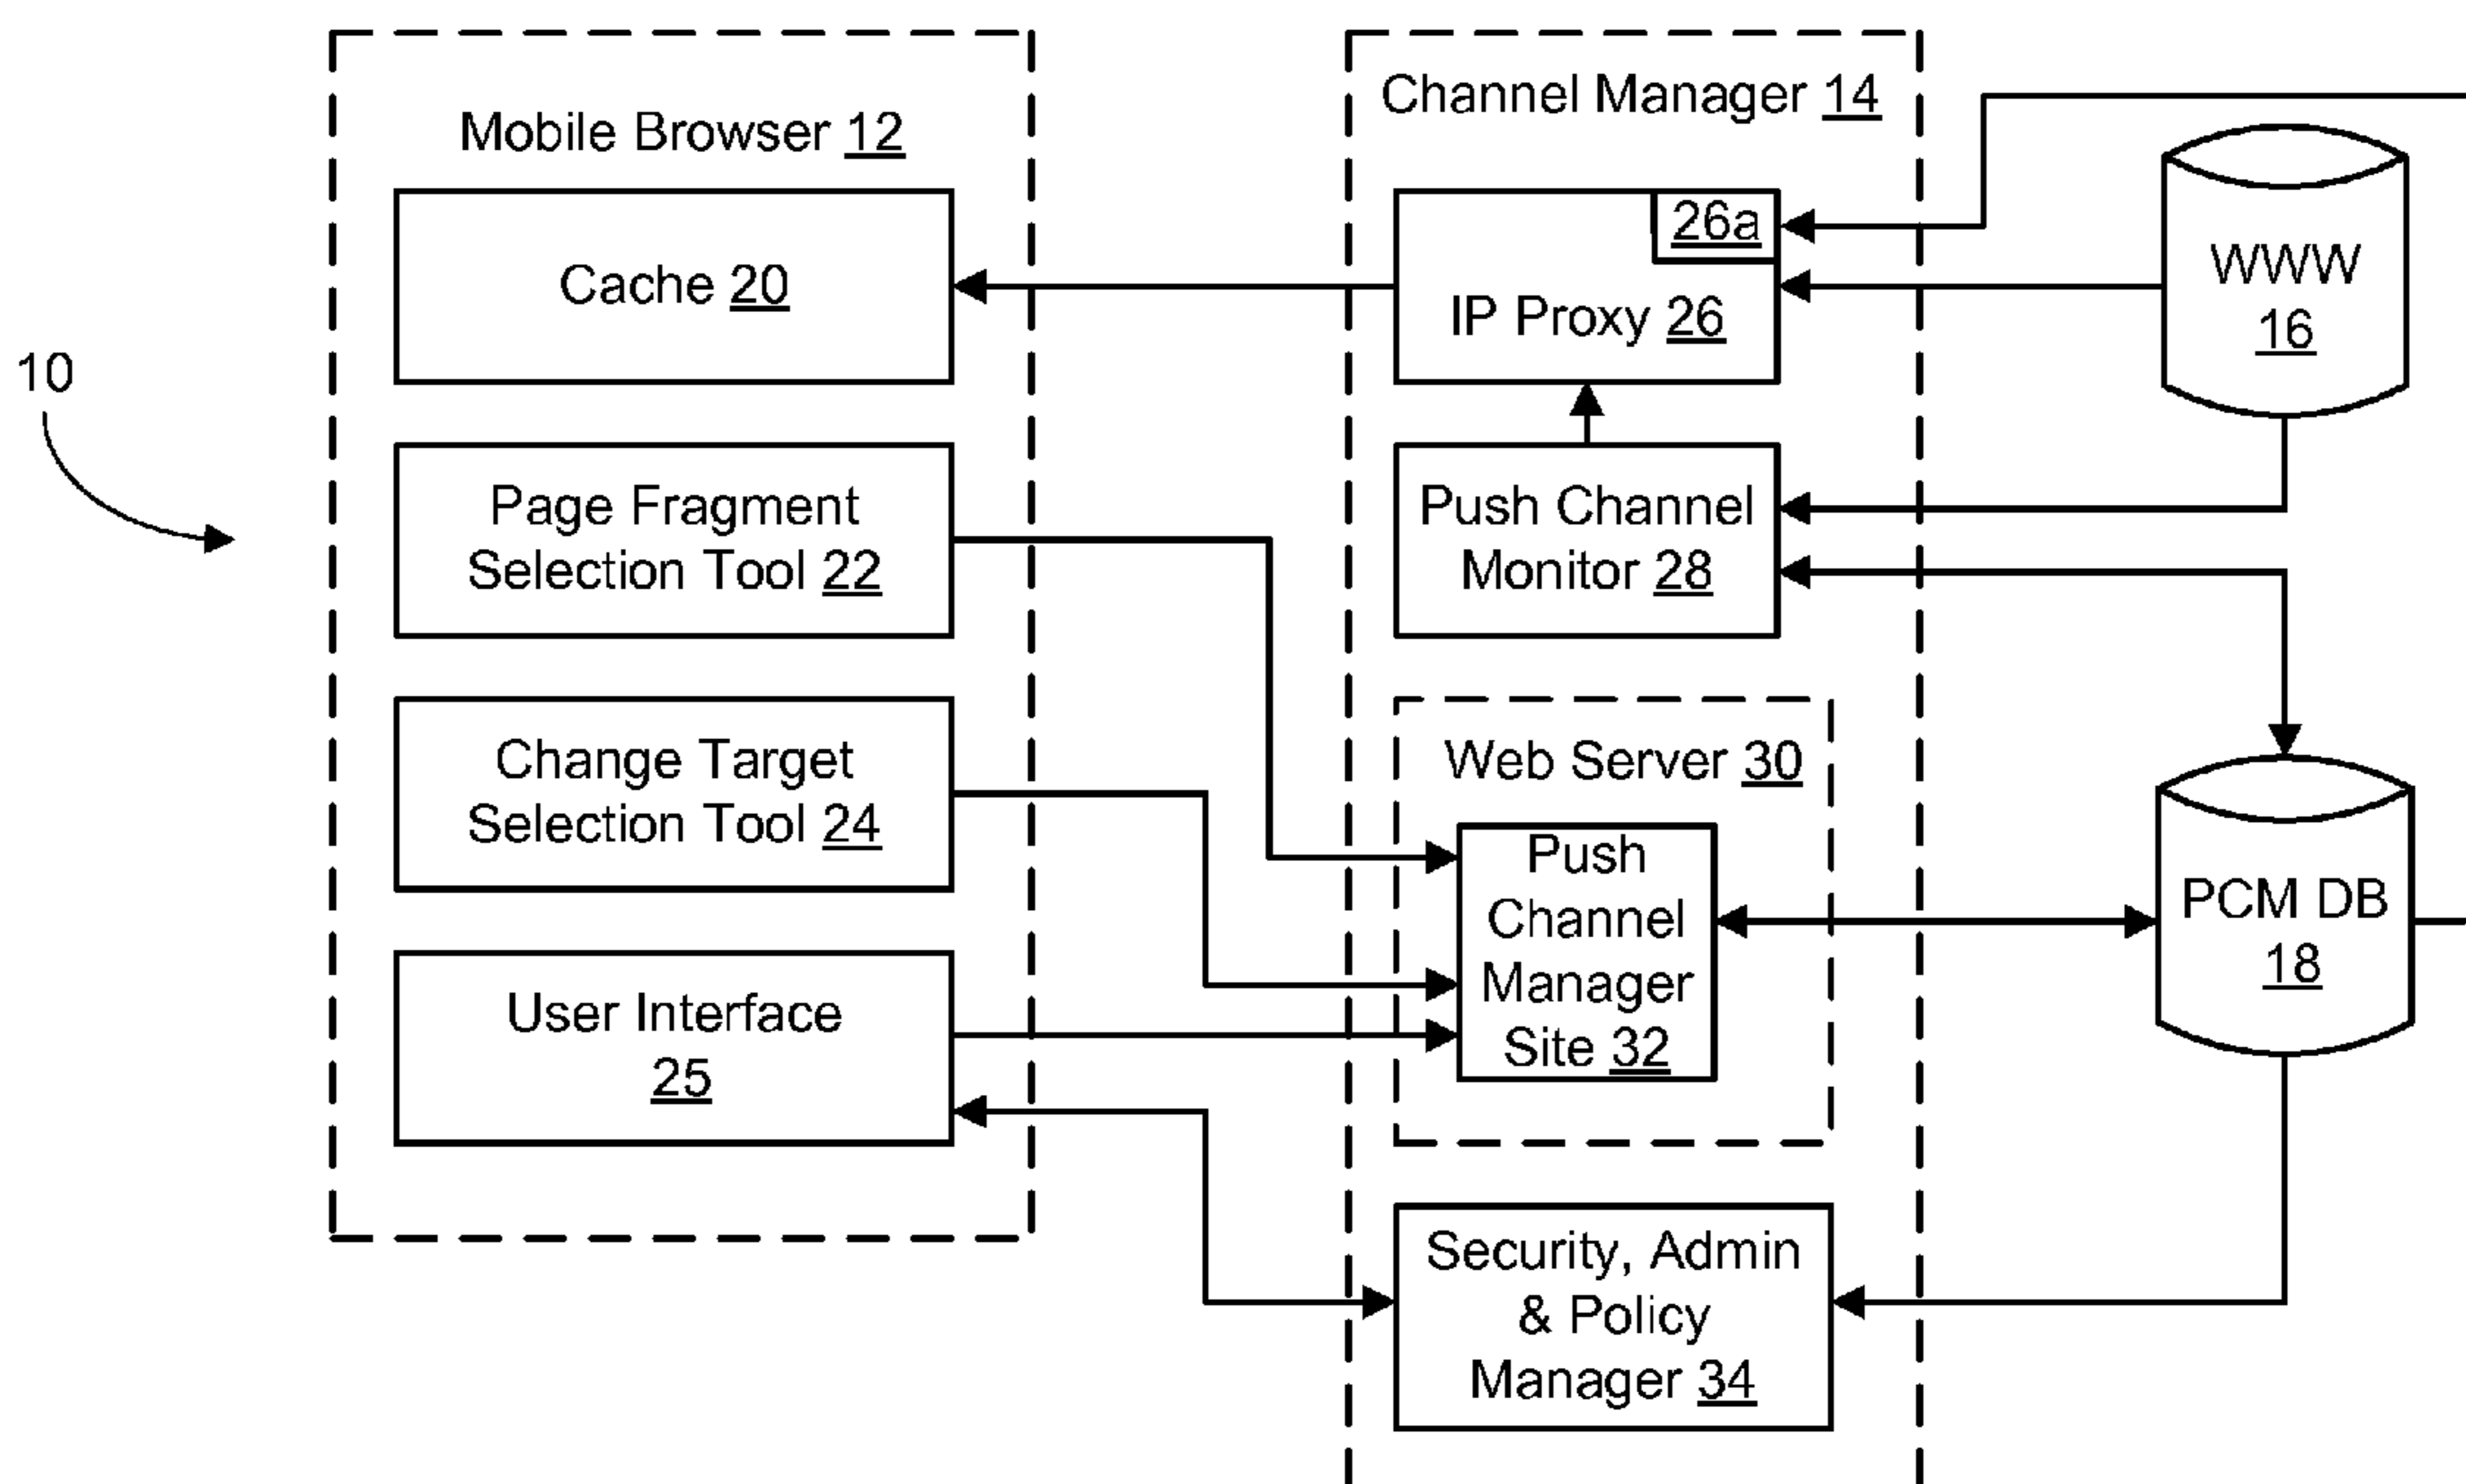 10
Mobile Browser 12
Cache 20
Page Fragment
Selection Tool 22
Change Target
Selection Tool 24
User Interface
25
Channel Manager 14
26a
IP Proxy 26
Push Channel
Monitor 28
Web Server 30
Push
Channel
Manager
Site 32
Security, Admin
& Policy
Manager 34
WWW
16
PCM DB
18